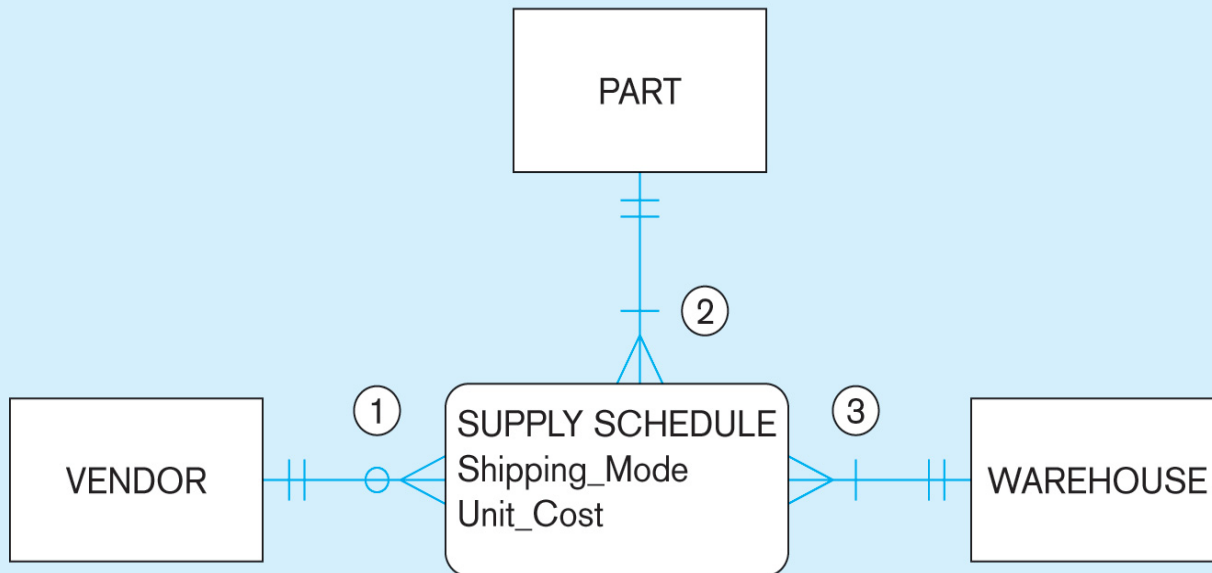 PART
2
1
3
VENDOR
SUPPLY SCHEDULE
Shipping_Mode
Unit_Cost
WAREHOUSE